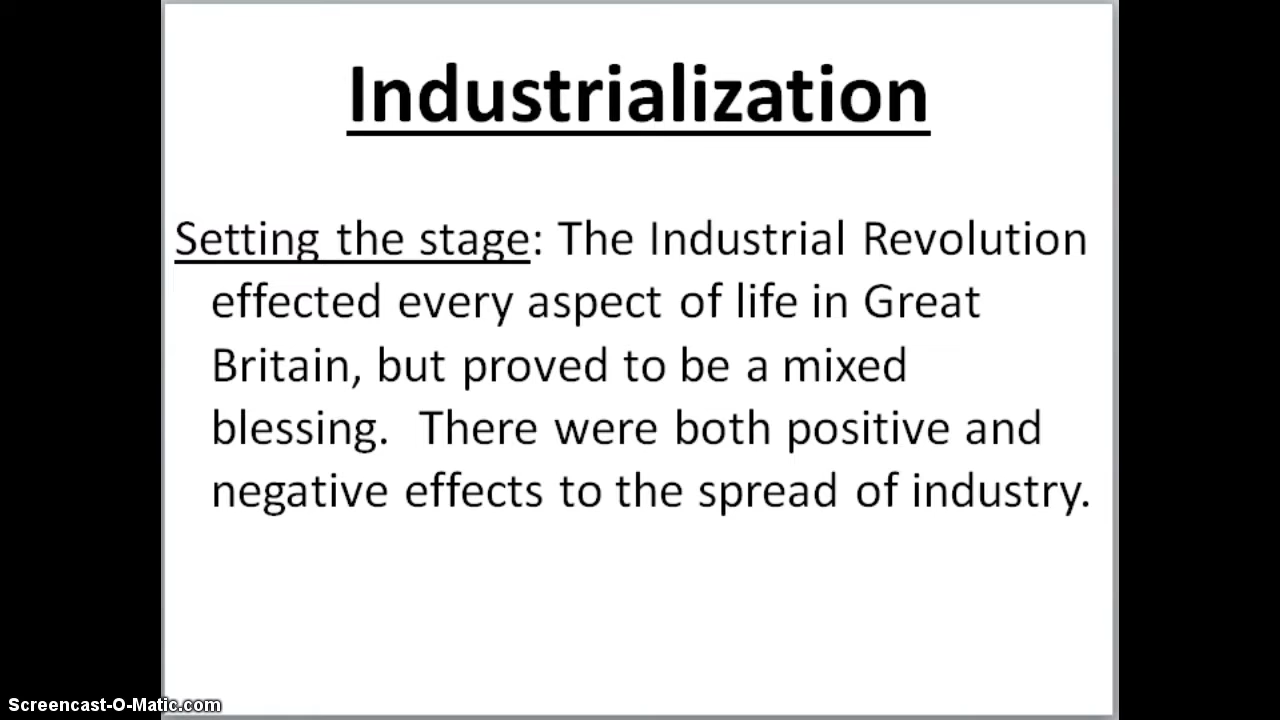 Industrialization
Setting the stage: The Industrial Revolution
effected every aspect of life in Great
Britain, but proved to be a mixed
blessing.  There were both positive and
negative effects to the spread of industry.
Screencast-O-Matic.com